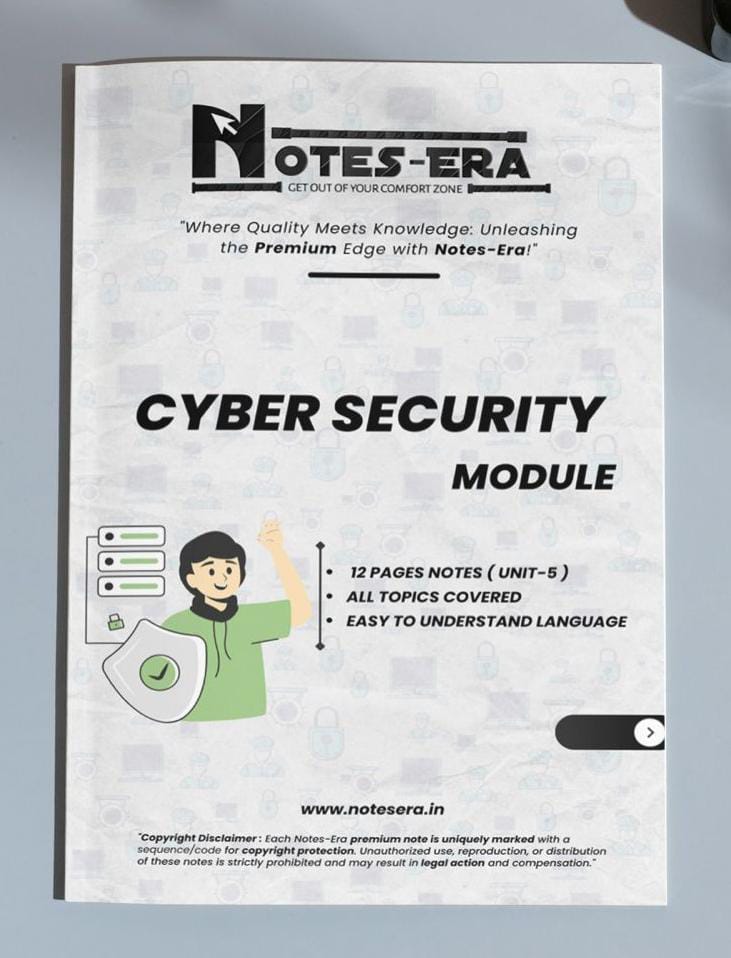 NOTES-ERA
GET OUT OF YOUR COMFORT ZONE
"Where Quality Meets Knowledge: Unleashing
the Premium Edge with Notes-Era!"
CYBER SECURITY
MODULE
• 12 PAGES NOTES ( UNIT-5 )
• ALL TOPICS COVERED
• EASY TO UNDERSTAND LANGUAGE
www.notesera.in
"Copyright Disclaimer : Each Notes-Era premium note is uniquely marked with a
sequence/code for copyright protection. Unauthorized use, reproduction, or distribution
of these notes is strictly prohibited and may result in legal action and compensation."